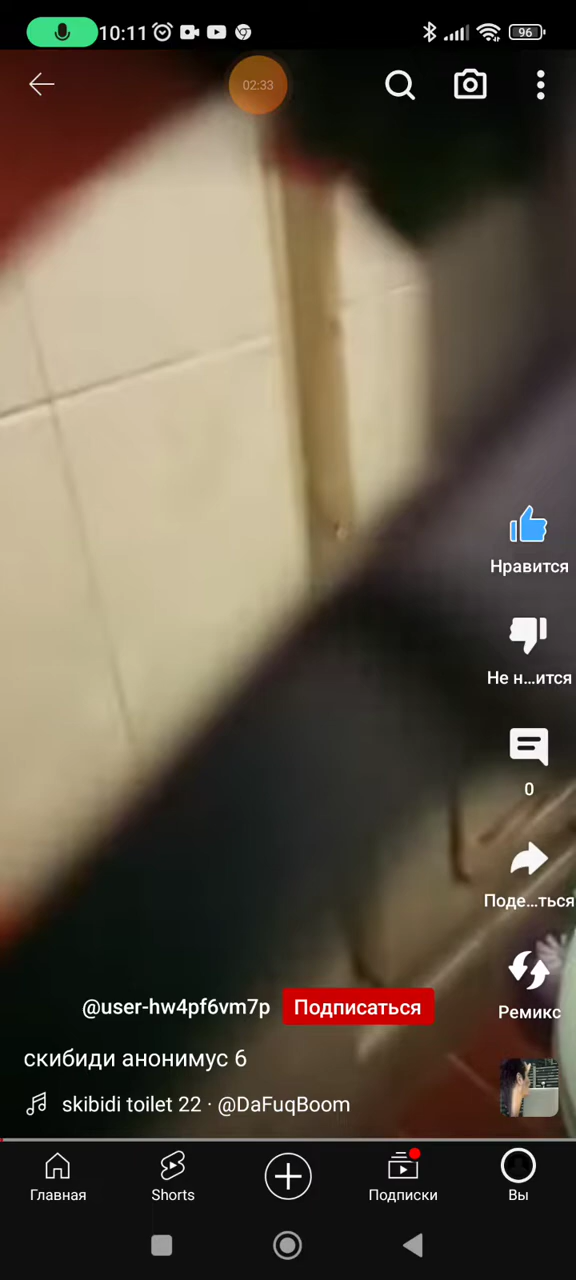 10:11 96
02:33
Нравится
Не н...ится
0
Поде...ться
@user-hw4pf6vm7p Подписаться
Ремикс
скибиди анонимус 6
skibidi toilet 22 · @DaFuqBoom
Главная Shorts Подписки Вы